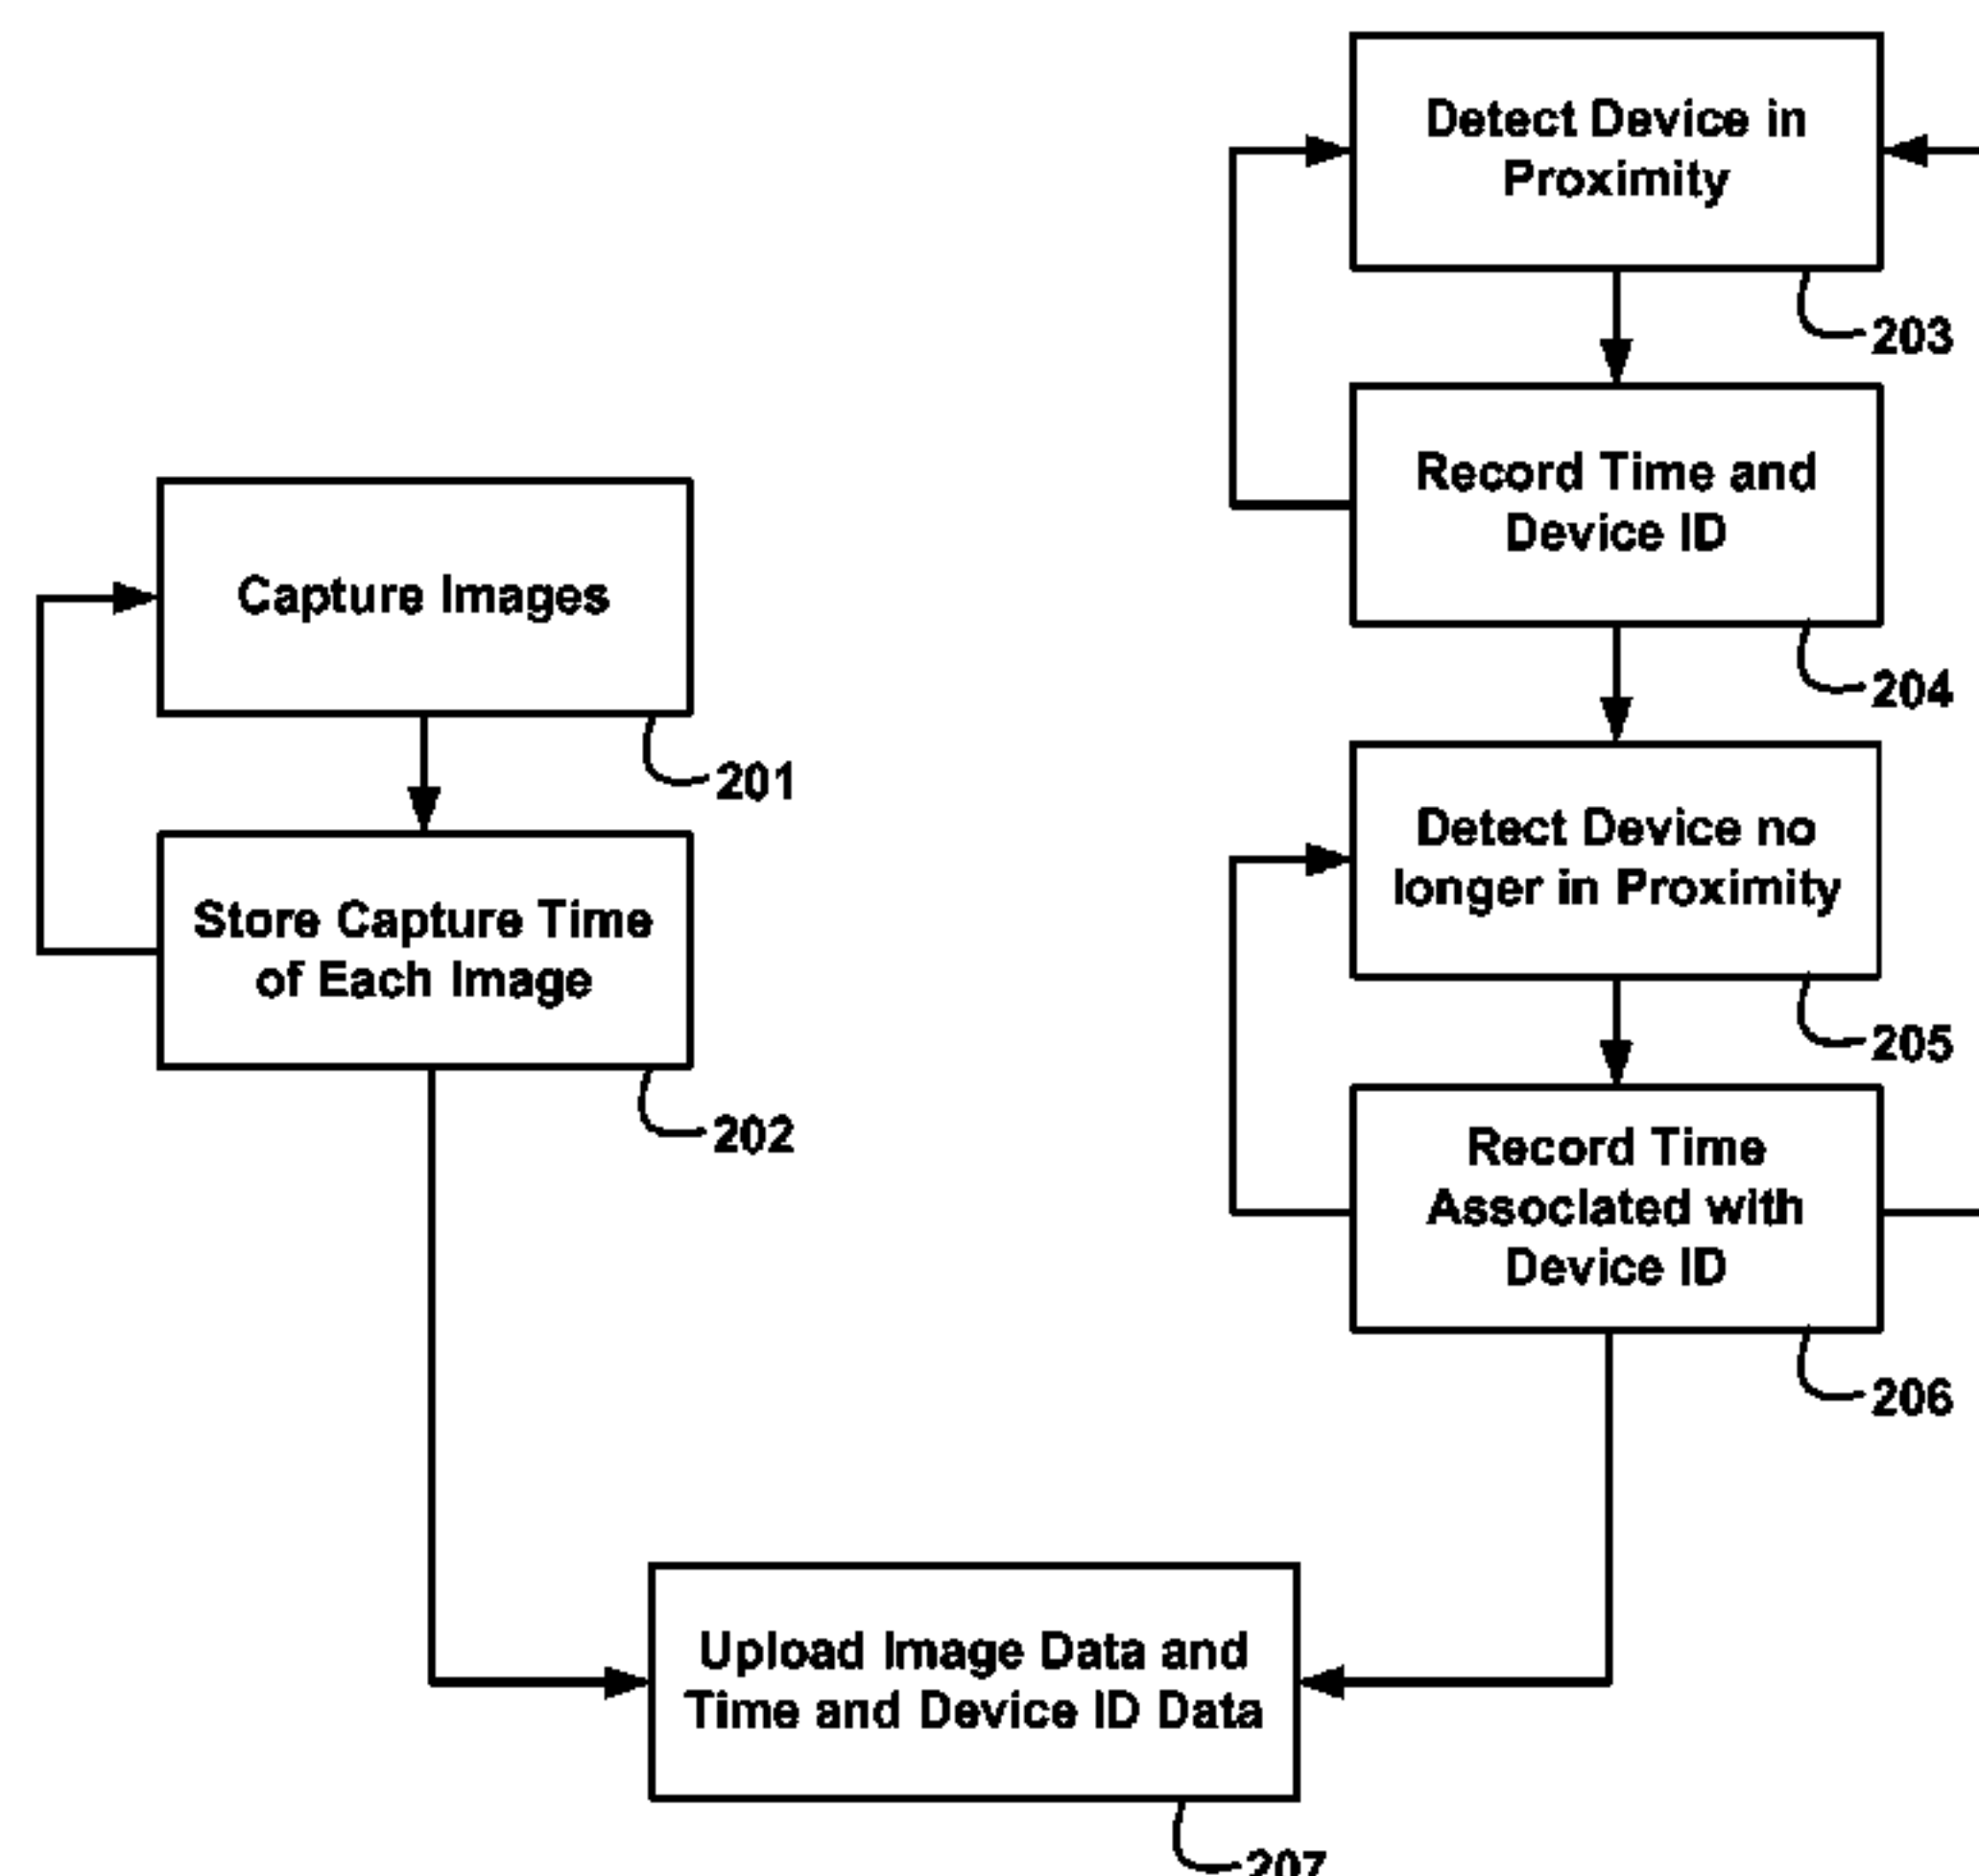 Capture Images
201
Store Capture Time
of Each Image
202
Detect Device in
Proximity
203
Record Time and
Device ID
204
Detect Device no
longer in Proximity
205
Record Time
Associated with
Device ID
206
Upload Image Data and
Time and Device ID Data
207